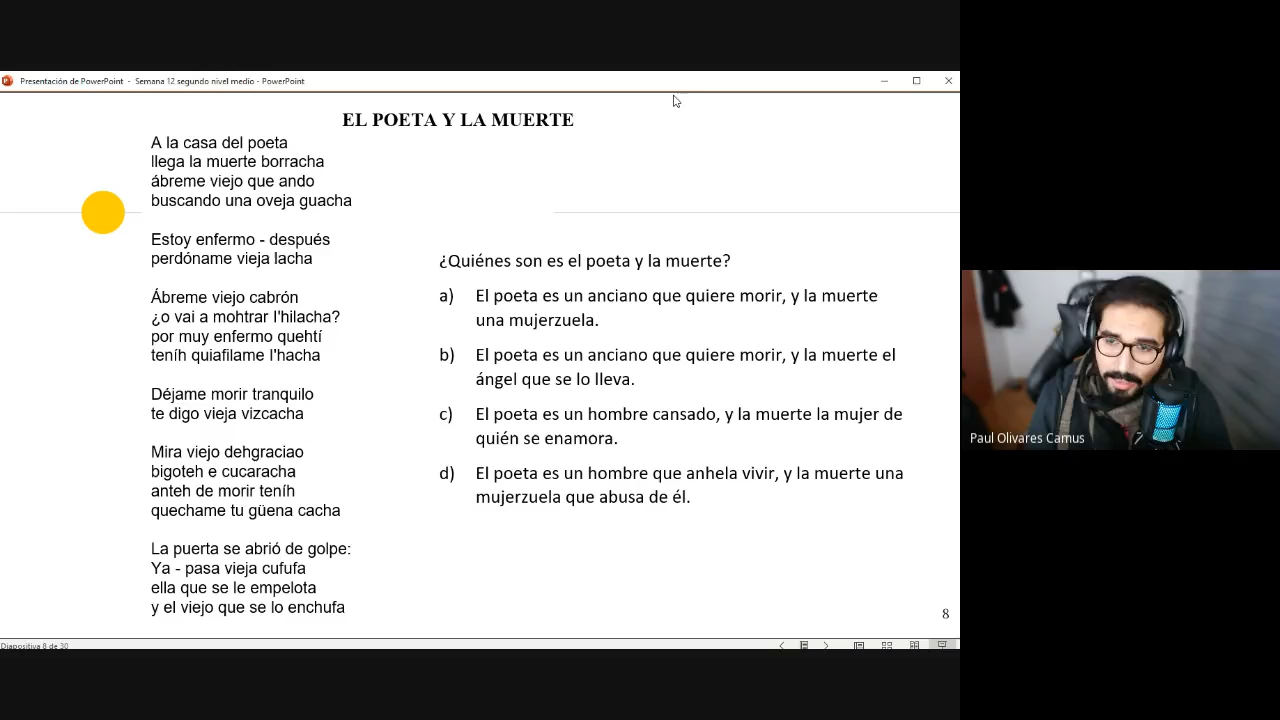 Presentación de PowerPoint - Semana 12 segundo nivel medio - PowerPoint
EL POETA Y LA MUERTE
A la casa del poeta
llega la muerte borracha
ábreme viejo que ando
buscando una oveja guacha
Estoy enfermo - después
perdóname vieja lacha
Ábreme viejo cabrón
¿o vai a mohtrar l'hilacha?
por muy enfermo quehtí
teníh quiafilame l'hacha
Déjame morir tranquilo
te digo vieja vizcacha
Mira viejo dehgraciao
bigoteh e cucaracha
anteh de morir teníh
quechame tu güena cacha
La puerta se abrió de golpe:
Ya - pasa vieja cufufa
ella que se le empelota
y el viejo que se lo enchufa
¿Quiénes son es el poeta y la muerte?
a) El poeta es un anciano que quiere morir, y la muerte
una mujerzuela.
b) El poeta es un anciano que quiere morir, y la muerte el
ángel que se lo lleva.
c) El poeta es un hombre cansado, y la muerte la mujer de
quién se enamora.
d) El poeta es un hombre que anhela vivir, y la muerte una
mujerzuela que abusa de él.
8
Diapositiva 8 de 30
Paul Olivares Camus